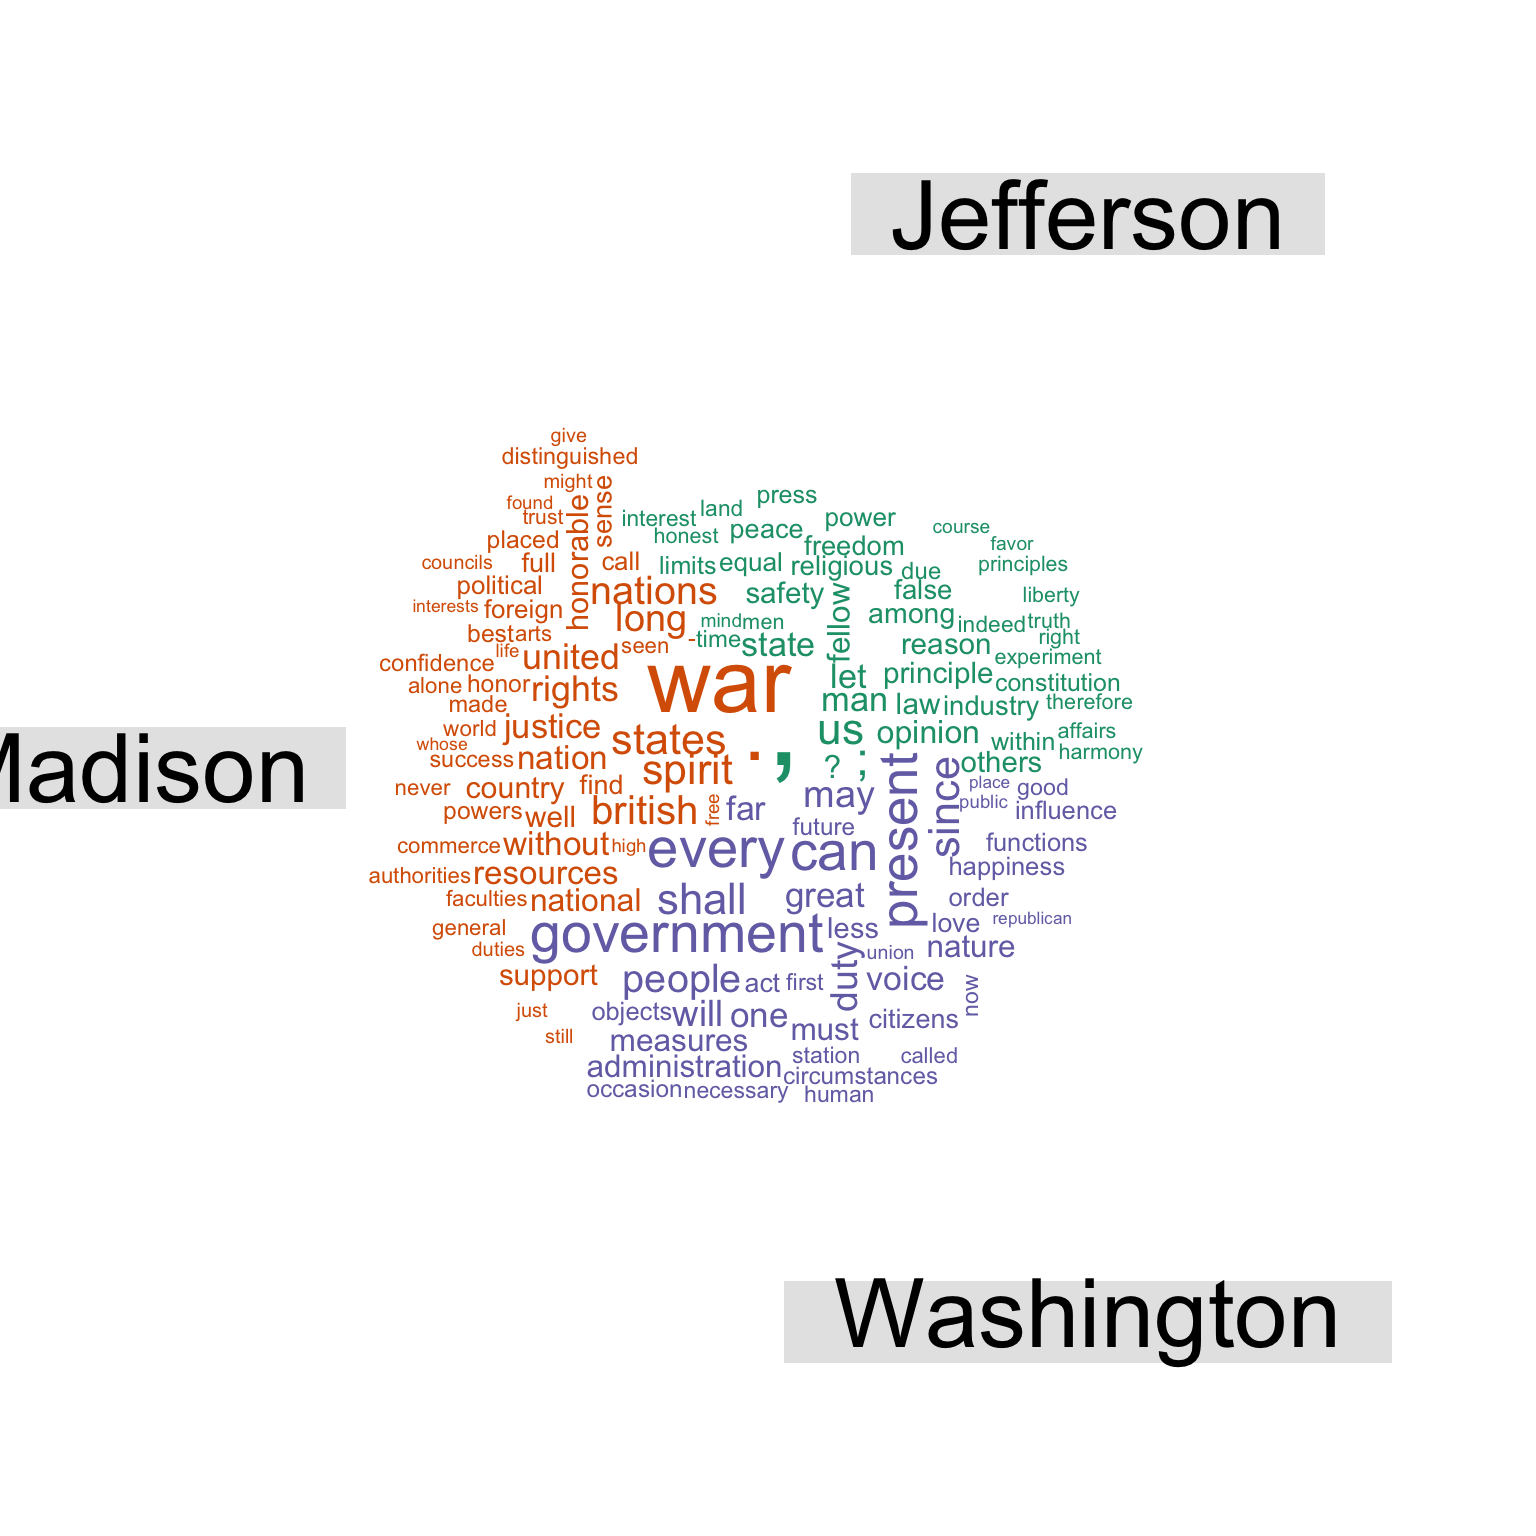 Jefferson
give
distinguished
might
sense
found
trust
honorable
placed
councils
full
call
political
nations
interests
foreign
long
best
arts
life
united
seen
-
confidence
alone
honor
rights
made
war
world
justice
states
.
whose
success
nation
spirit
never
country
find
powers
well
british
free
commerce
without
high
authorities
resources
faculties
national
general
duties
support
just
still
press
land
interest
power
honest
peace
course
freedom
favor
limits
equal
religious
due
principles
safety
false
liberty
mind
men
fellow
among
indeed
truth
time
state
reason
right
experiment
let
principle
constitution
man
law
industry
therefore
us
opinion
within
affairs
harmony
,
?
;
others
Madison
present
since
place
good
public
influence
far
may
future
functions
every
can
happiness
shall
great
order
government
less
love
republican
union
nature
people
act
first
duty
voice
now
objects
will
one
must
citizens
measures
station
called
administration
circumstances
occasion
necessary
human
Washington